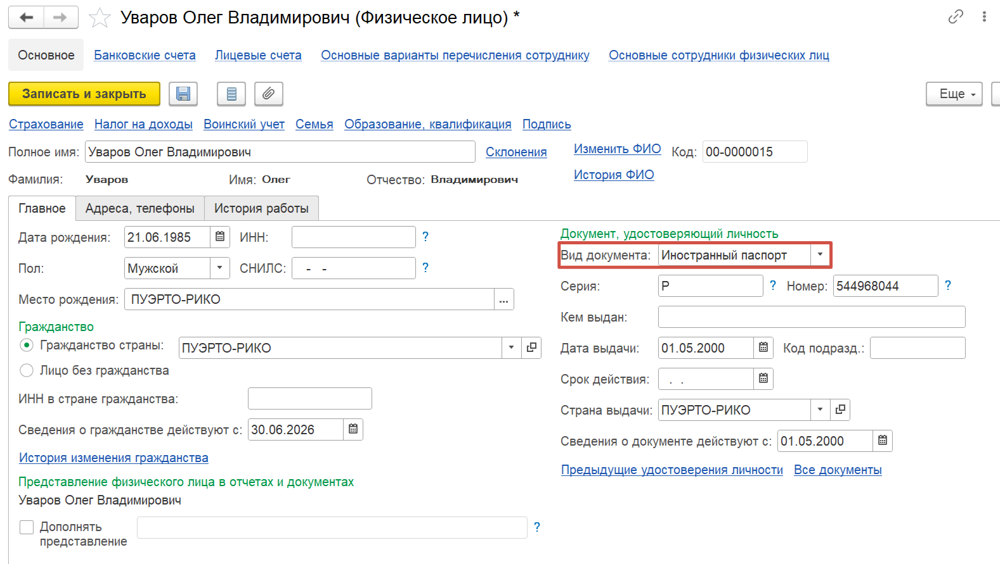 Уваров Олег Владимирович (Физическое лицо) *
Основное Банковские счета Лицевые счета Основные варианты перечисления сотруднику Основные сотрудники физических лиц
Записать и закрыть Еще
Страхование Налог на доходы Воинский учет Семья Образование, квалификация Подпись
Полное имя: Уваров Олег Владимирович Склонения Изменить ФИО Код: 00-0000015
История ФИО
Фамилия: Уваров Имя: Олег Отчество: Владимирович
Главное Адреса, телефоны История работы
Дата рождения: 21.06.1985 ИНН: ?
Пол: Мужской СНИЛС: - - ?
Место рождения: ПУЭРТО-РИКО ...
Гражданство
Гражданство страны: ПУЭРТО-РИКО
Лицо без гражданства
ИНН в стране гражданства:
Сведения о гражданстве действуют с: 30.06.2026
История изменения гражданства
Представление физического лица в отчетах и документах
Уваров Олег Владимирович
Дополнять
представление ?
Документ, удостоверяющий личность
Вид документа: Иностранный паспорт
Серия: P ? Номер: 544968044 ?
Кем выдан:
Дата выдачи: 01.05.2000 Код подразд.:
Срок действия: . .
Страна выдачи: ПУЭРТО-РИКО
Сведения о документе действуют с: 01.05.2000
Предыдущие удостоверения личности Все документы